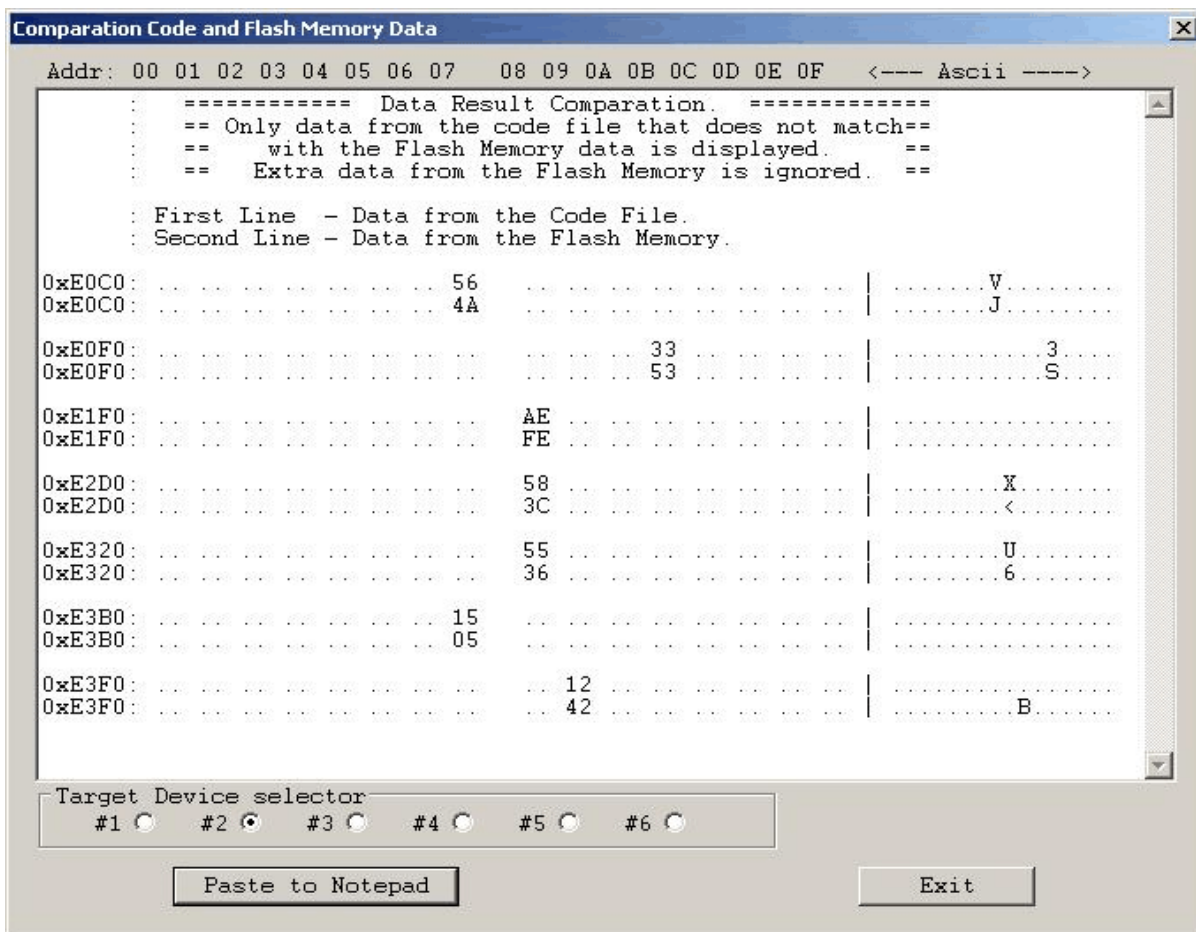 Comparation Code and Flash Memory Data
Addr: 00 01 02 03 04 05 06 07 08 09 0A 0B 0C 0D 0E 0F <--- Ascii ---->
: ============ Data Result Comparation. =============
: == Only data from the code file that does not match==
: == with the Flash Memory data is displayed. ==
: == Extra data from the Flash Memory is ignored. ==
: First Line - Data from the Code File.
: Second Line - Data from the Flash Memory.
0xE0C0: .. .. .. .. .. .. .. 56 .. .. .. .. .. .. .. .. | .......V........
0xE0C0: .. .. .. .. .. .. .. 4A .. .. .. .. .. .. .. .. | .......J........
0xE0F0: .. .. .. .. .. .. .. .. .. .. .. 33 .. .. .. .. | ...........3....
0xE0F0: .. .. .. .. .. .. .. .. .. .. .. 53 .. .. .. .. | ...........S....
0xE1F0: .. .. .. .. .. .. .. .. AE .. .. .. .. .. .. .. | ................
0xE1F0: .. .. .. .. .. .. .. .. FE .. .. .. .. .. .. .. | ................
0xE2D0: .. .. .. .. .. .. .. .. 58 .. .. .. .. .. .. .. | ........X.......
0xE2D0: .. .. .. .. .. .. .. .. 3C .. .. .. .. .. .. .. | ........<.......
0xE320: .. .. .. .. .. .. .. .. 55 .. .. .. .. .. .. .. | ........U.......
0xE320: .. .. .. .. .. .. .. .. 36 .. .. .. .. .. .. .. | ........6.......
0xE3B0: .. .. .. .. .. .. .. 15 .. .. .. .. .. .. .. .. | ................
0xE3B0: .. .. .. .. .. .. .. 05 .. .. .. .. .. .. .. .. | ................
0xE3F0: .. .. .. .. .. .. .. .. .. 12 .. .. .. .. .. .. | ................
0xE3F0: .. .. .. .. .. .. .. .. .. 42 .. .. .. .. .. .. | .........B......
Target Device selector
#1 #2 #3 #4 #5 #6
Paste to Notepad Exit